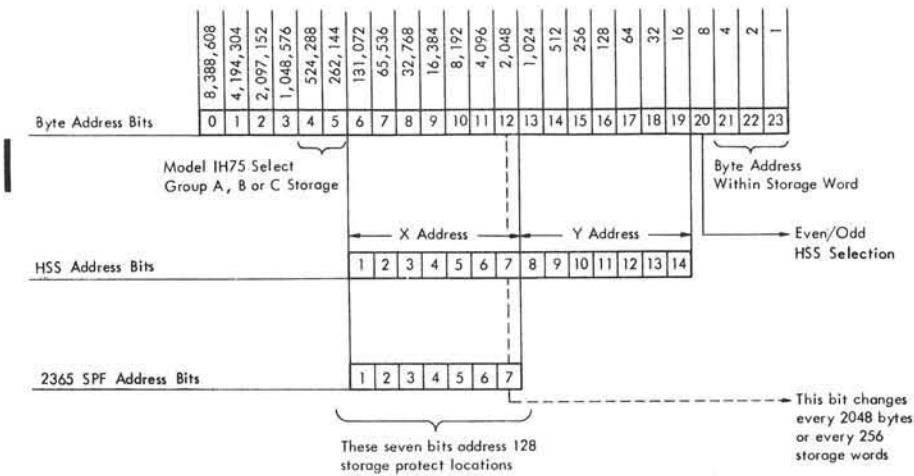 8,388,608 4,194,304 2,097,152 1,048,576 524,288 262,144 131,072 65,536 32,768 16,384 8,192 4,096 2,048 1,024 512 256 128 64 32 16 8 4 2 1
Byte Address Bits 0 1 2 3 4 5 6 7 8 9 10 11 12 13 14 15 16 17 18 19 20 21 22 23
Model IH75 Select
Group A, B or C Storage
Byte Address
Within Storage Word
X Address Y Address
Even/Odd
HSS Selection
HSS Address Bits 1 2 3 4 5 6 7 8 9 10 11 12 13 14
2365 SPF Address Bits 1 2 3 4 5 6 7
This bit changes
every 2048 bytes
or every 256
storage words
These seven bits address 128
storage protect locations